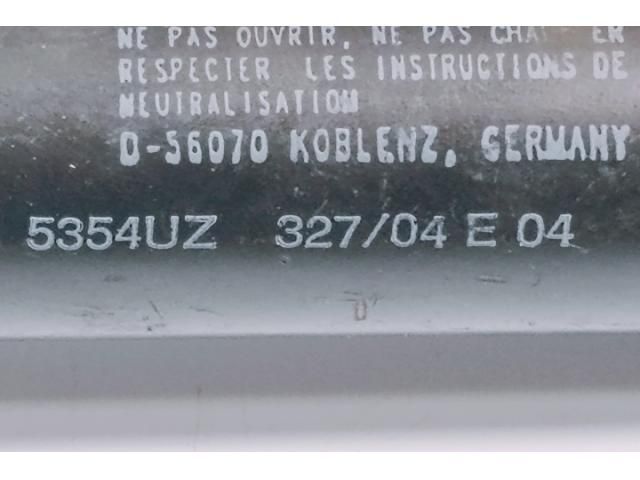 NE PAS OUVRIR, NE PAS
RESPECTER LES INSTRUCTIONS DE
NEUTRALISATION
D-56070 KOBLENZ, GERMANY
5354UZ 327/04 E 04